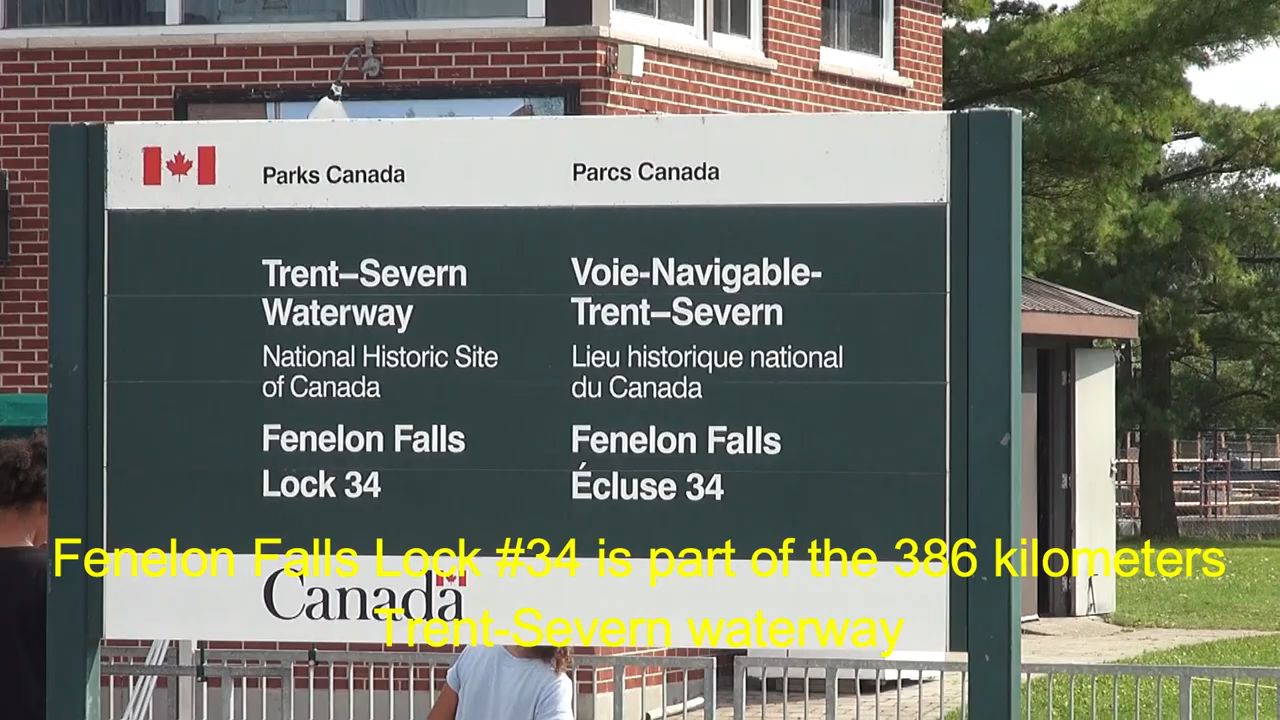 Parks Canada
Parcs Canada
Trent–Severn
Waterway
National Historic Site
of Canada
Fenelon Falls
Lock 34
Voie-Navigable-
Trent–Severn
Lieu historique national
du Canada
Fenelon Falls
Écluse 34
Canada
Fenelon Falls Lock #34 is part of the 386 kilometers
Trent-Severn waterway